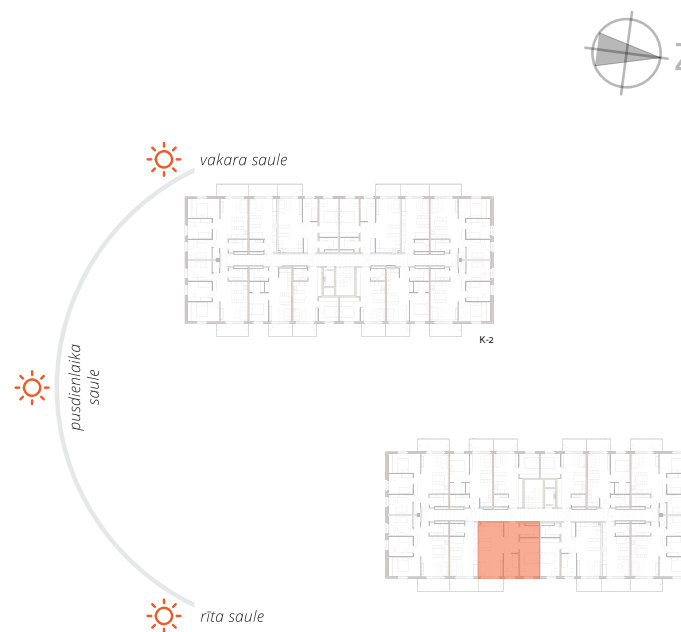 Z
vakara saule
K-2
pusdienlaika
saule
rīta saule